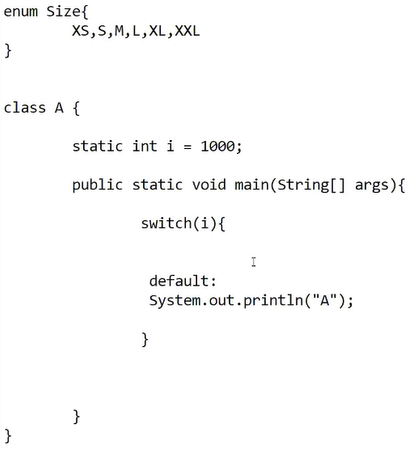 enum Size{
XS,S,M,L,XL,XXL
}
class A {
static int i = 1000;
public static void main(String[] args){
switch(i){
default:
System.out.println("A");
}
}
}